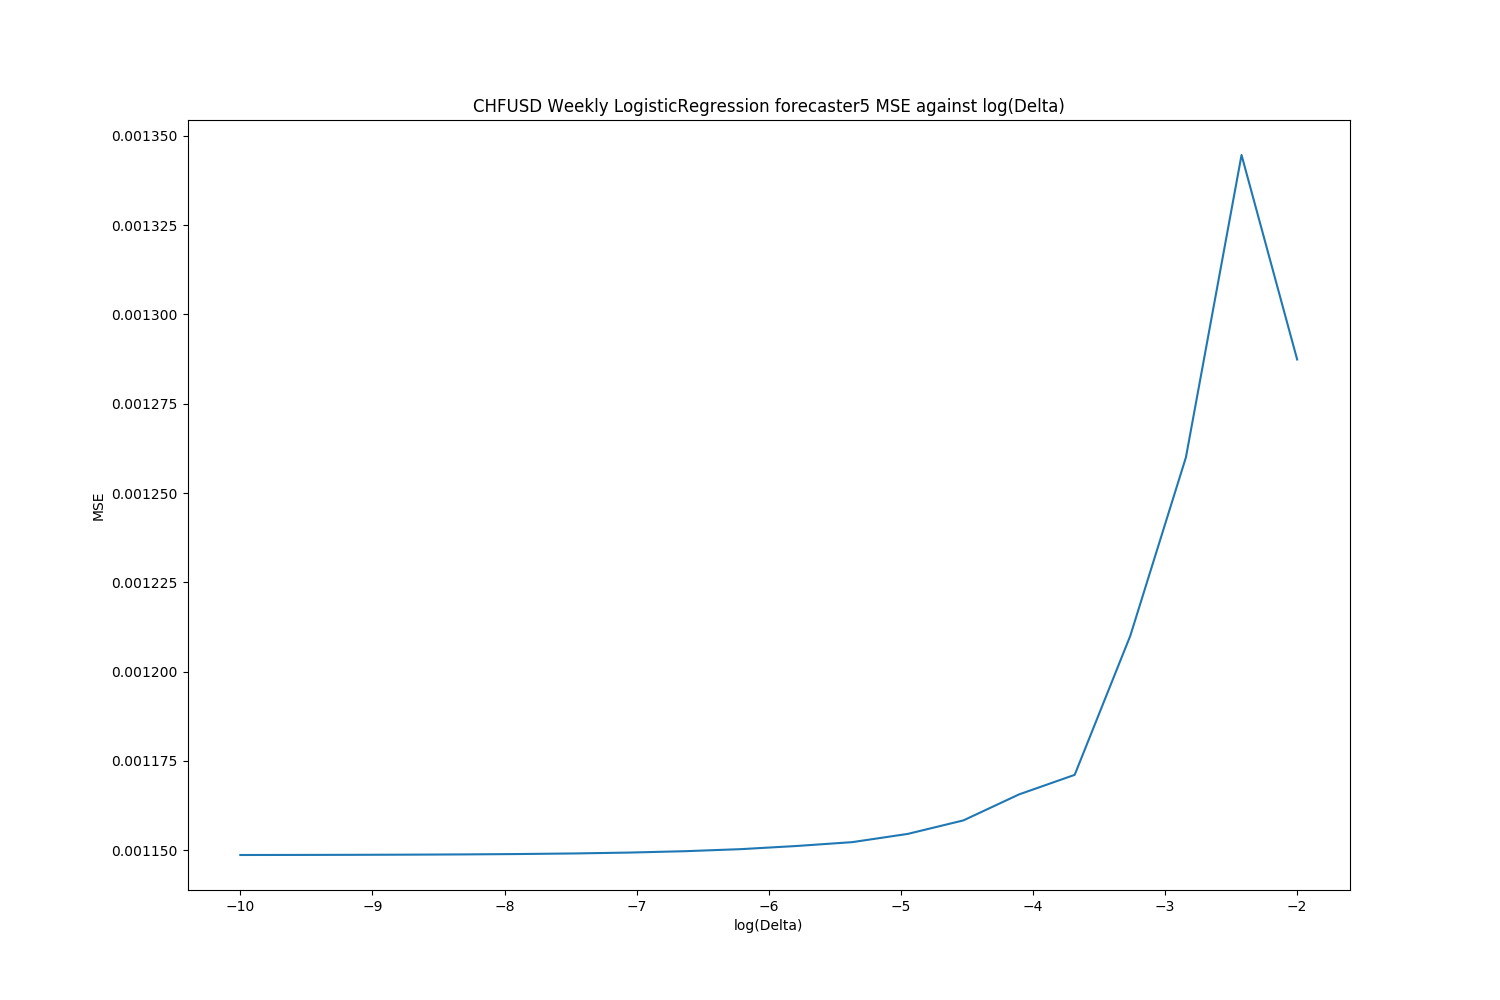 CHFUSD Weekly LogisticRegression forecaster5 MSE against log(Delta)
0.001350
0.001325
0.001300
0.001275
0.001250
0.001225
0.001200
0.001175
0.001150
MSE
−10 −9 −8 −7 −6 −5 −4 −3 −2
log(Delta)